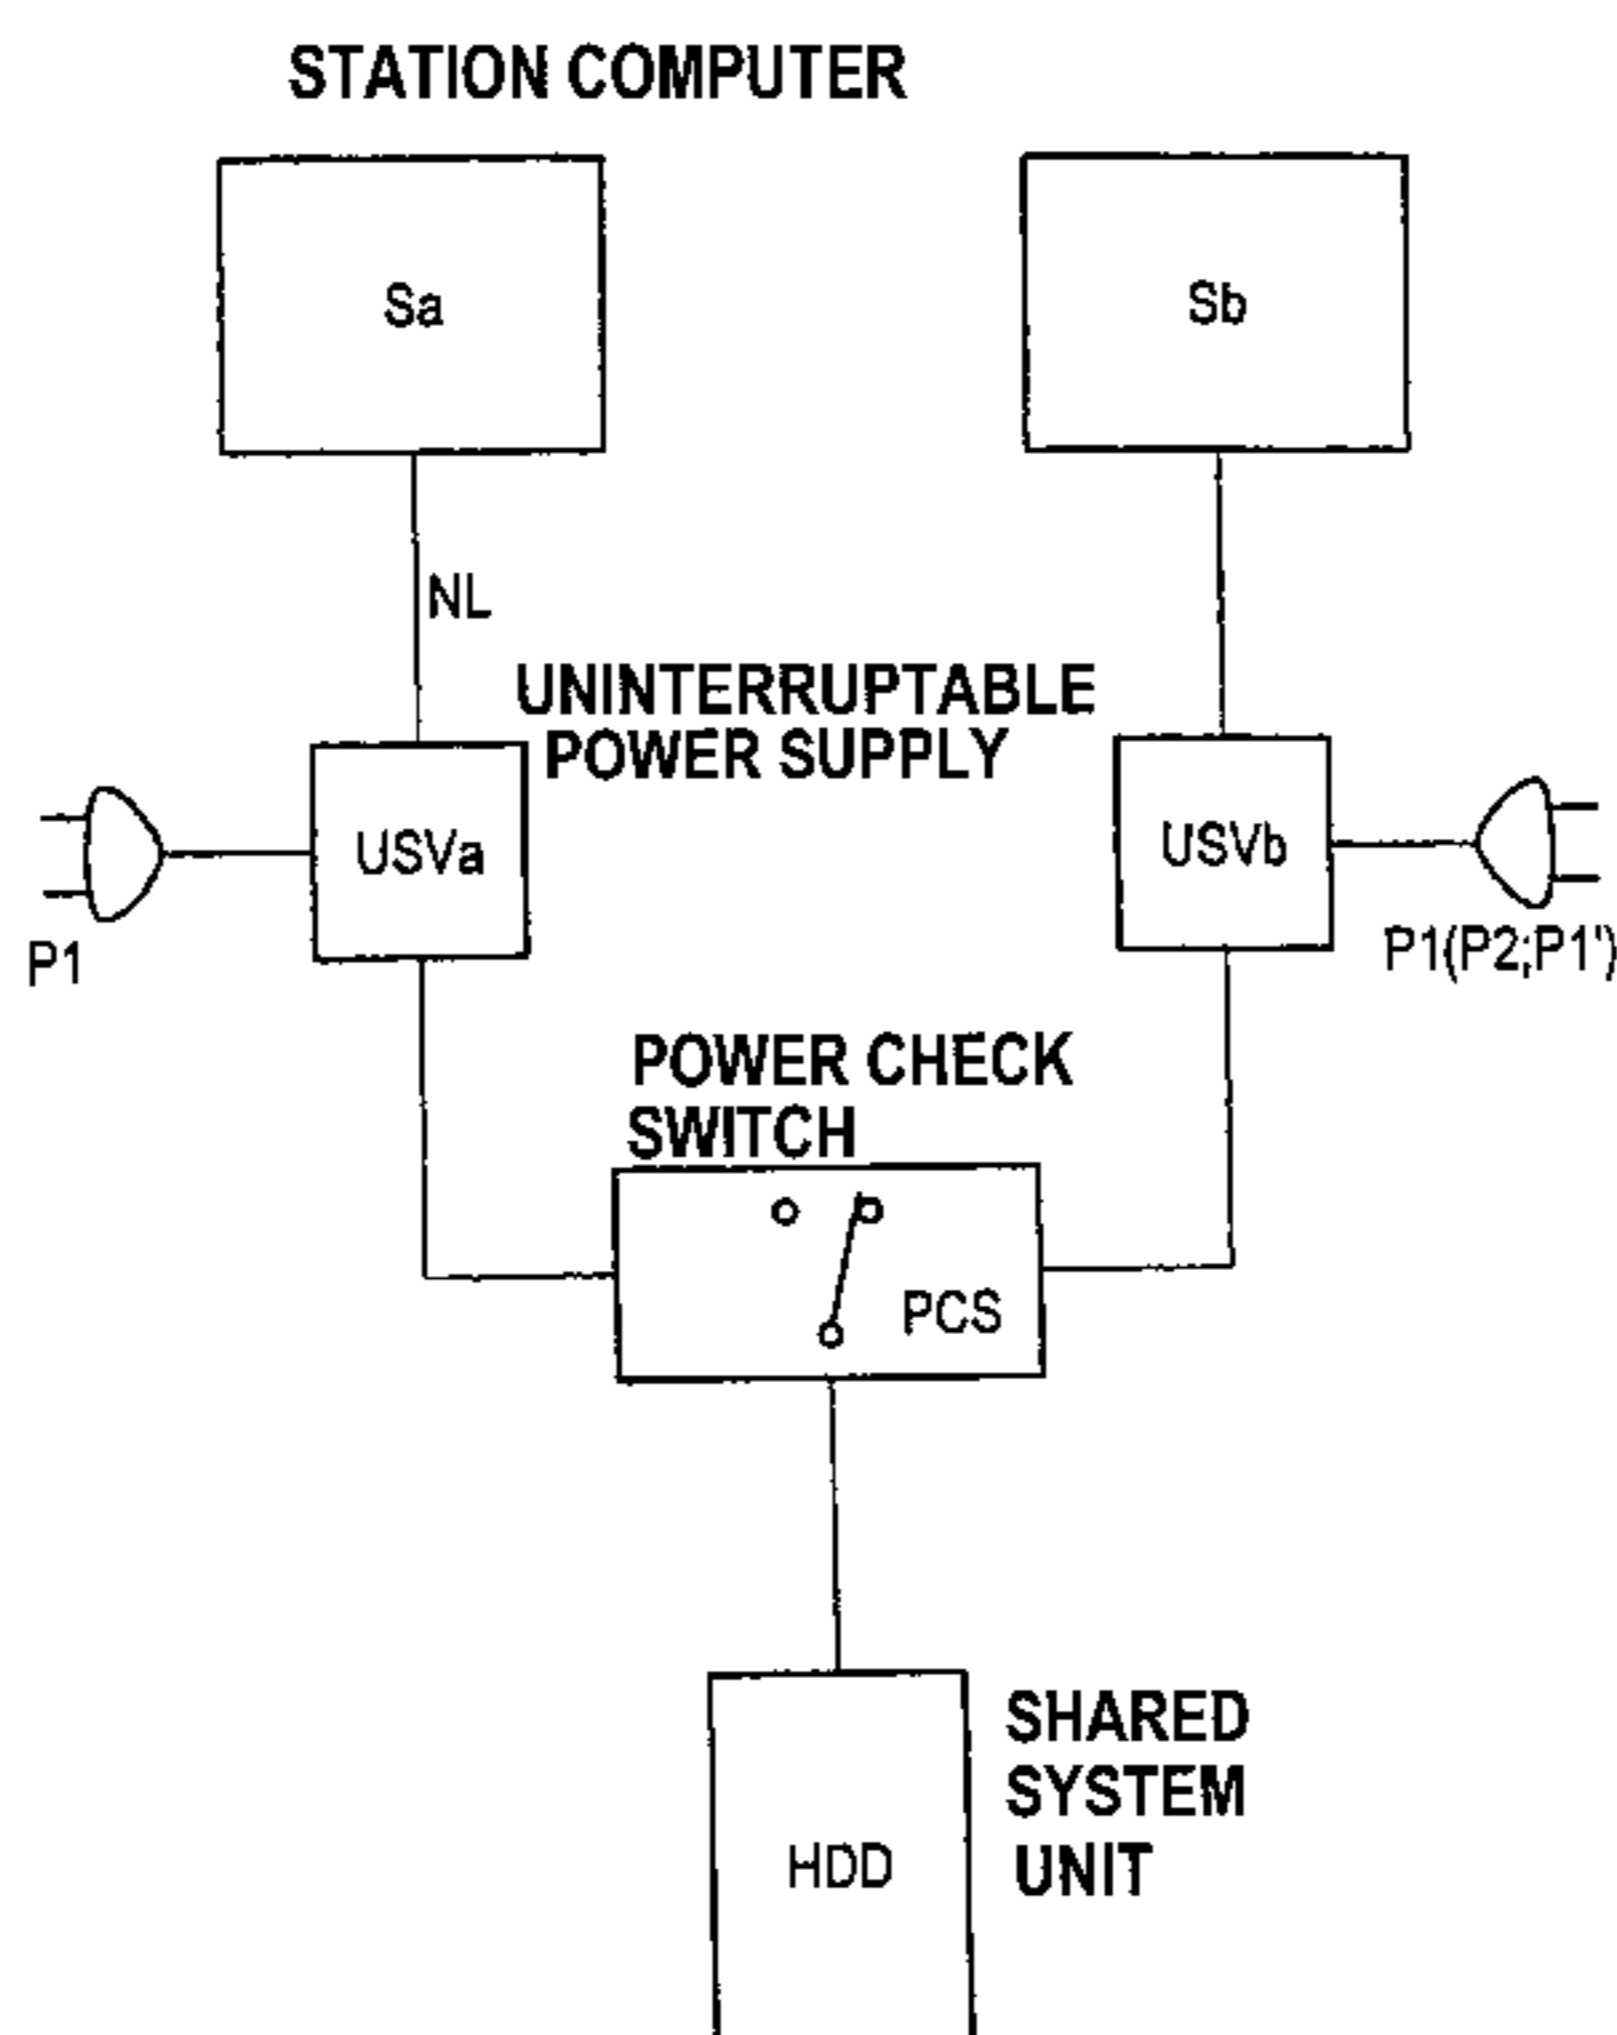 STATION COMPUTER
Sa
Sb
NL
UNINTERRUPTABLE
POWER SUPPLY
USVa
USVb
P1
P1(P2;P1')
POWER CHECK
SWITCH
PCS
SHARED
SYSTEM
UNIT
HDD